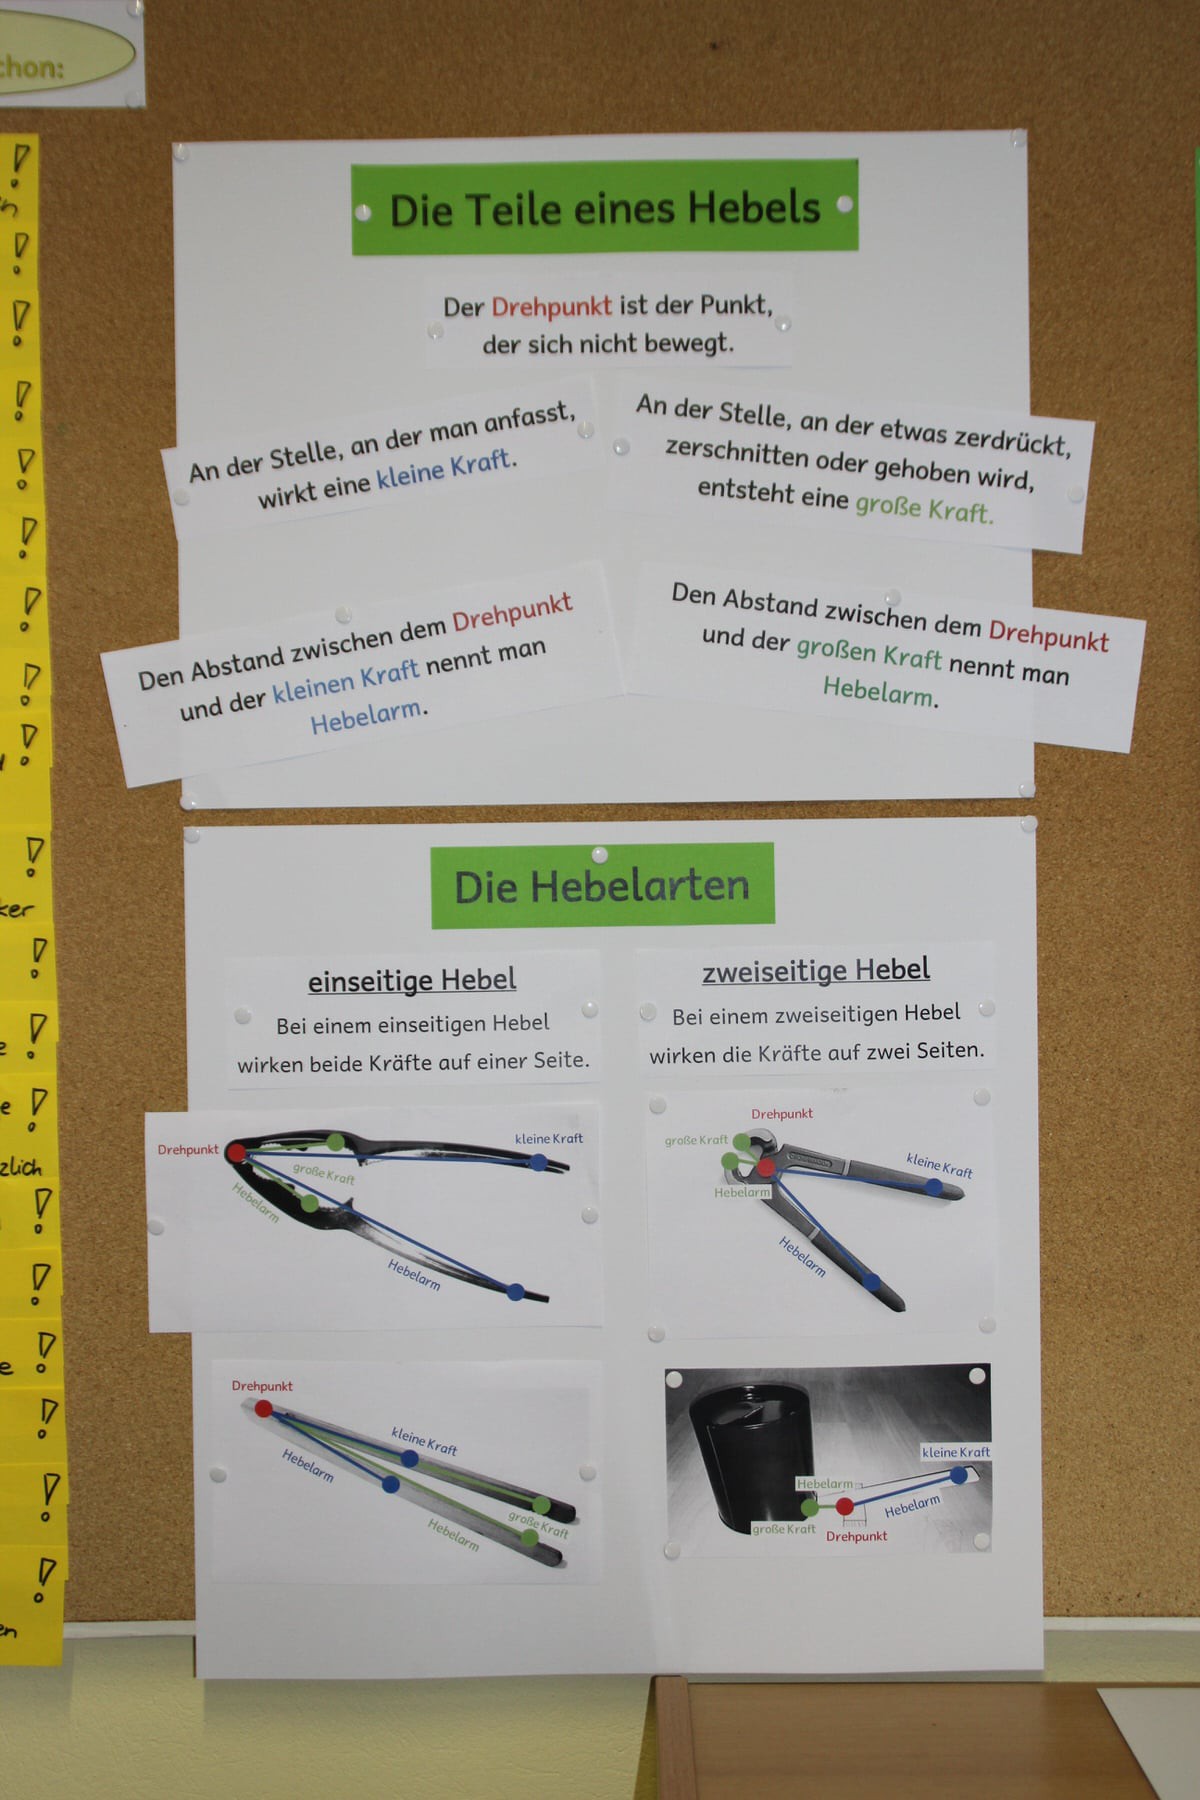 chon:
Die Teile eines Hebels
Der Drehpunkt ist der Punkt,
der sich nicht bewegt.
An der Stelle, an der man anfasst,
wirkt eine kleine Kraft.
An der Stelle, an der etwas zerdrückt,
zerschnitten oder gehoben wird,
entsteht eine große Kraft.
Den Abstand zwischen dem Drehpunkt
und der kleinen Kraft nennt man
Hebelarm.
Den Abstand zwischen dem Drehpunkt
und der großen Kraft nennt man
Hebelarm.
Die Hebelarten
einseitige Hebel
Bei einem einseitigen Hebel
wirken beide Kräfte auf einer Seite.
zweiseitige Hebel
Bei einem zweiseitigen Hebel
wirken die Kräfte auf zwei Seiten.
Drehpunkt
kleine Kraft
große Kraft
Hebelarm
Hebelarm
Drehpunkt
große Kraft
kleine Kraft
Hebelarm
Hebelarm
Drehpunkt
kleine Kraft
Hebelarm
große Kraft
Hebelarm
kleine Kraft
Hebelarm
Hebelarm
große Kraft
Drehpunkt
!
!
!
!
!
!
!
!
!
!
ker
!
!
e
!
e
zlich
!
!
!
e
!
!
!
en